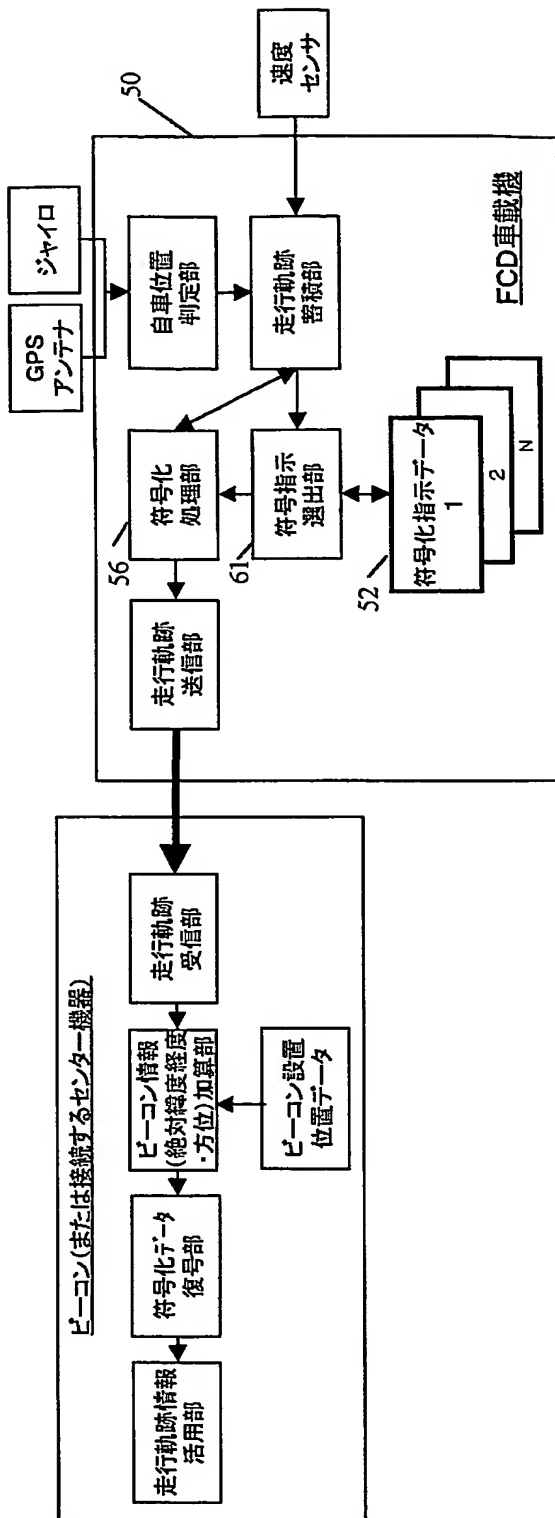 ビーコン(または接続するセンター機器)
走行軌跡情報
活用部
符号化データ
復号部
ビーコン情報
(絶対緯度経度
・方位)加算部
ビーコン設置
位置データ
走行軌跡
受信部
走行軌跡
送信部
56
符号化
処理部
61
符号指示
選出部
52
符号化指示データ
1
2
N
GPS
アンテナ
ジャイロ
自車位置
判定部
走行軌跡
蓄積部
50
速度
センサ
FCD車載機